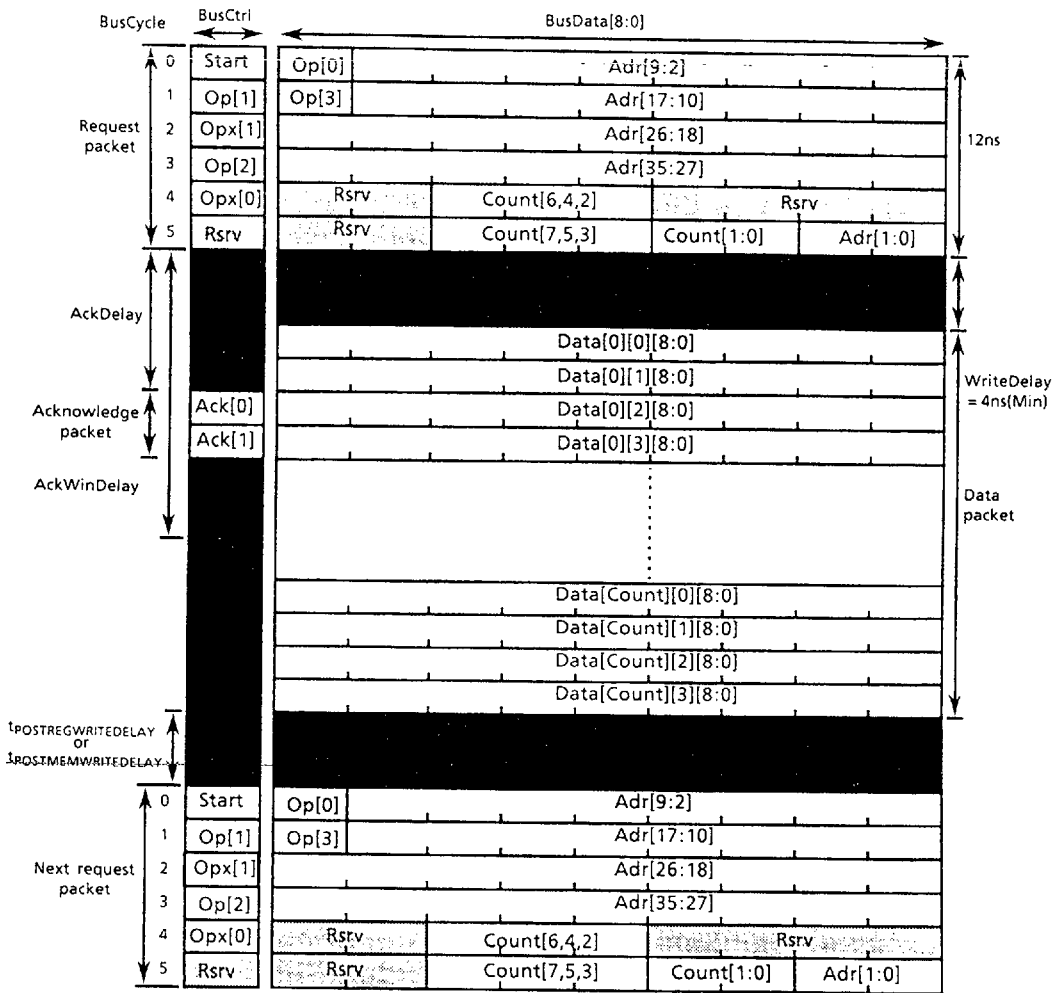 BusCycle BusCtrl BusData[8:0]
0 Start Op[0] Adr[9:2]
1 Op[1] Op[3] Adr[17:10]
Request packet
2 Opx[1] Adr[26:18]
12ns
3 Op[2] Adr[35:27]
4 Opx[0] Rsrv Count[6,4,2] Rsrv
5 Rsrv Rsrv Count[7,5,3] Count[1:0] Adr[1:0]
AckDelay
Data[0][0][8:0]
Data[0][1][8:0]
WriteDelay
= 4ns(Min)
Acknowledge
packet
Ack[0] Data[0][2][8:0]
Ack[1] Data[0][3][8:0]
AckWinDelay
Data
packet
Data[Count][0][8:0]
Data[Count][1][8:0]
Data[Count][2][8:0]
Data[Count][3][8:0]
tPOSTREGWRITEDELAY
or
tPOSTMEMWRITEDELAY
0 Start Op[0] Adr[9:2]
1 Op[1] Op[3] Adr[17:10]
Next request
packet
2 Opx[1] Adr[26:18]
3 Op[2] Adr[35:27]
4 Opx[0] Rsrv Count[6,4,2] Rsrv
5 Rsrv Rsrv Count[7,5,3] Count[1:0] Adr[1:0]